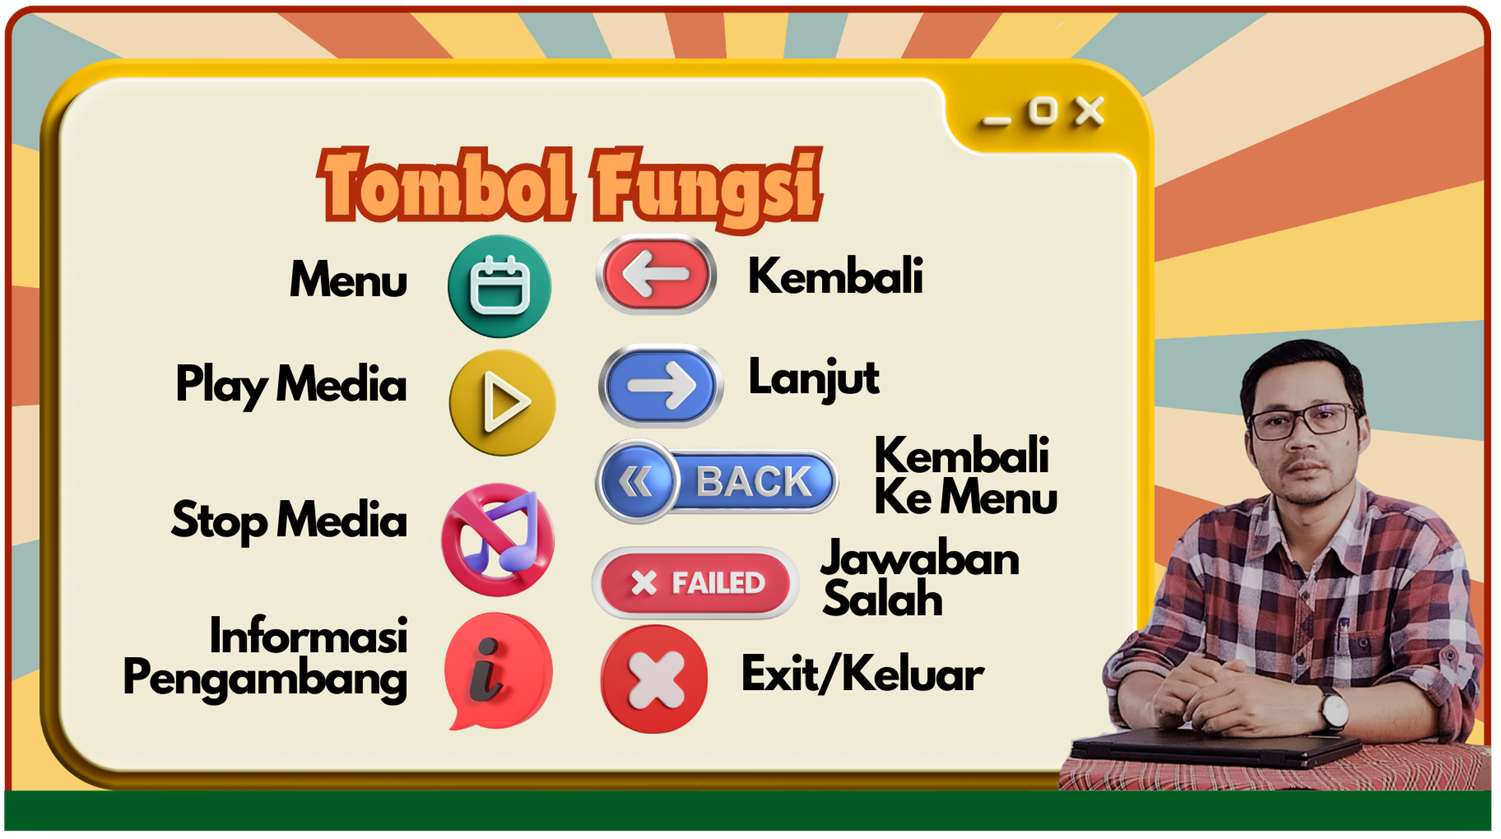 Tombol Fungsi
Menu
Play Media
Stop Media
Informasi
Pengambang
Kembali
Lanjut
BACK
Kembali
Ke Menu
FAILED
Jawaban
Salah
Exit/Keluar